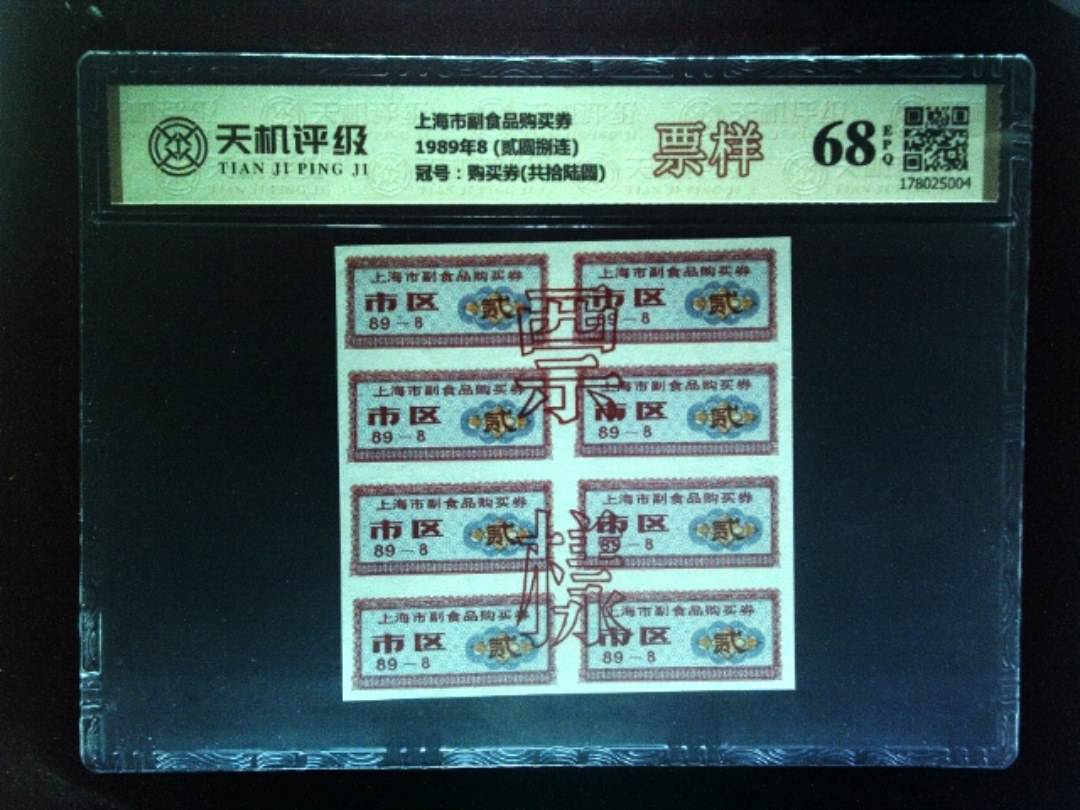 天机评级
TIAN JI PING JI
上海市副食品购买券
1989年8 (贰圆捌连)
冠号：购买券(共拾陆圆)
票样
68
EPQ
178025004
上海市副食品购买券
市区
贰
89-8
上海市副食品购买券
市区
贰
89-8
上海市副食品购买券
市区
贰
89-8
上海市副食品购买券
市区
贰
89-8
上海市副食品购买券
市区
贰
89-8
上海市副食品购买券
市区
贰
89-8
上海市副食品购买券
市区
贰
89-8
上海市副食品购买券
市区
贰
89-8
票样